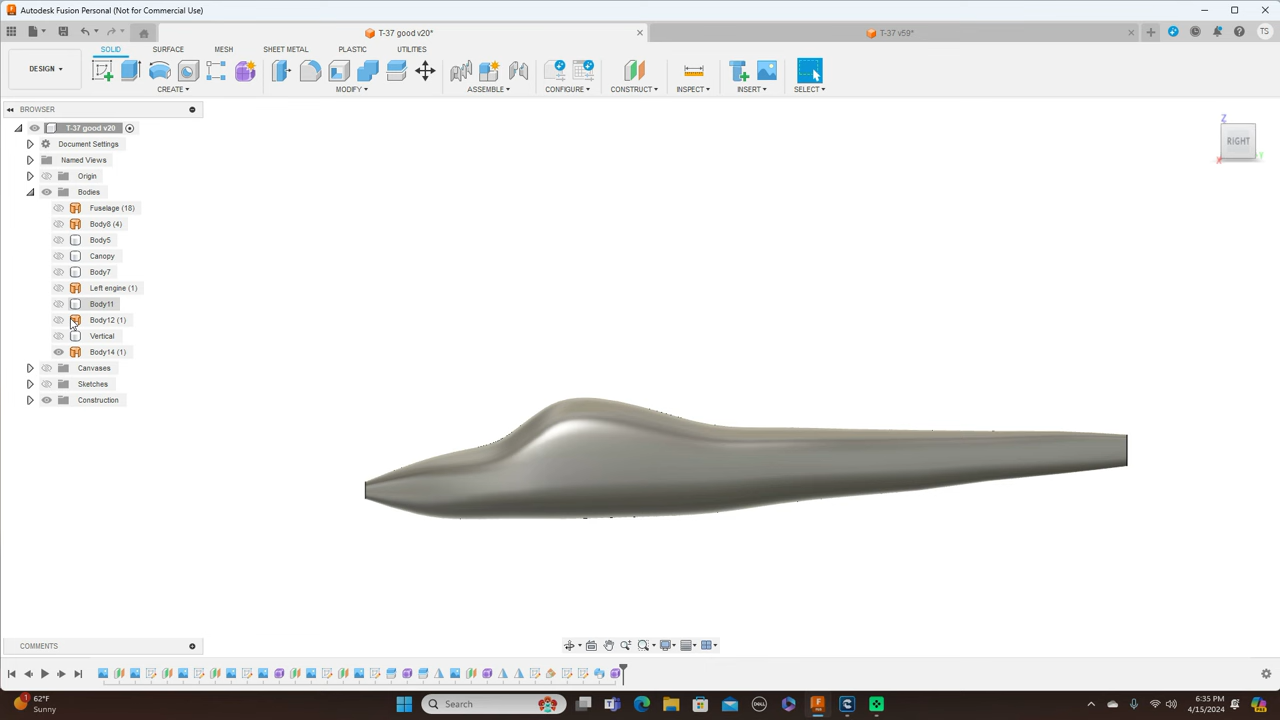 Autodesk Fusion Personal (Not for Commercial Use)
T-37 good v20*
T-37 v59*
TS
DESIGN
SOLID
SURFACE
MESH
SHEET METAL
PLASTIC
UTILITIES
CREATE
MODIFY
ASSEMBLE
CONFIGURE
CONSTRUCT
INSPECT
INSERT
SELECT
BROWSER
T-37 good v20
Document Settings
Named Views
Origin
Bodies
Fuselage (18)
Body8 (4)
Body5
Canopy
Body7
Left engine (1)
Body11
Body12 (1)
Vertical
Body14 (1)
Canvases
Sketches
Construction
Z
RIGHT
X
Y
COMMENTS
1
62°F
Sunny
Search
6:35 PM
4/15/2024